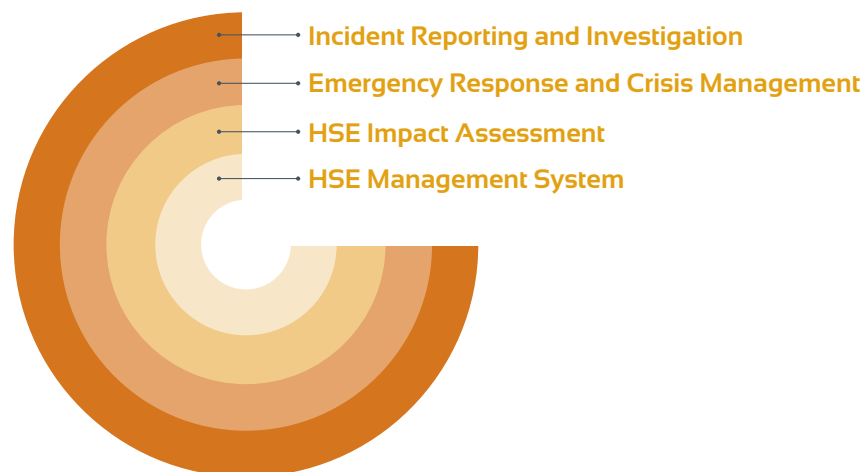 Incident Reporting and Investigation
Emergency Response and Crisis Management
HSE Impact Assessment
HSE Management System